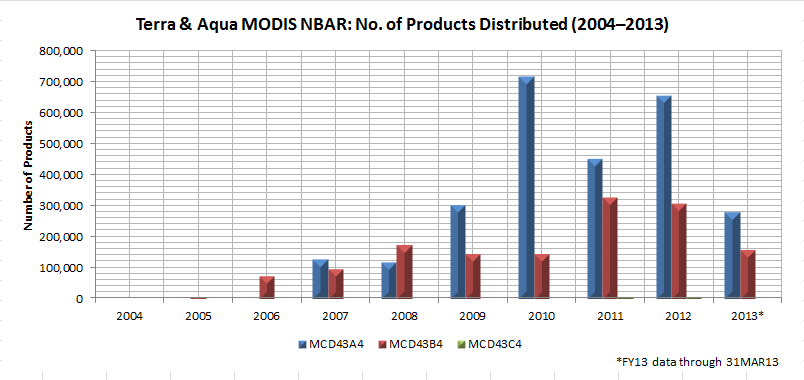 Terra & Aqua MODIS NBAR: No. of Products Distributed (2004–2013)
800,000
700,000
600,000
500,000
400,000
300,000
200,000
100,000
0
Number of Products
2004 2005 2006 2007 2008 2009 2010 2011 2012 2013*
MCD43A4 MCD43B4 MCD43C4
*FY13 data through 31MAR13